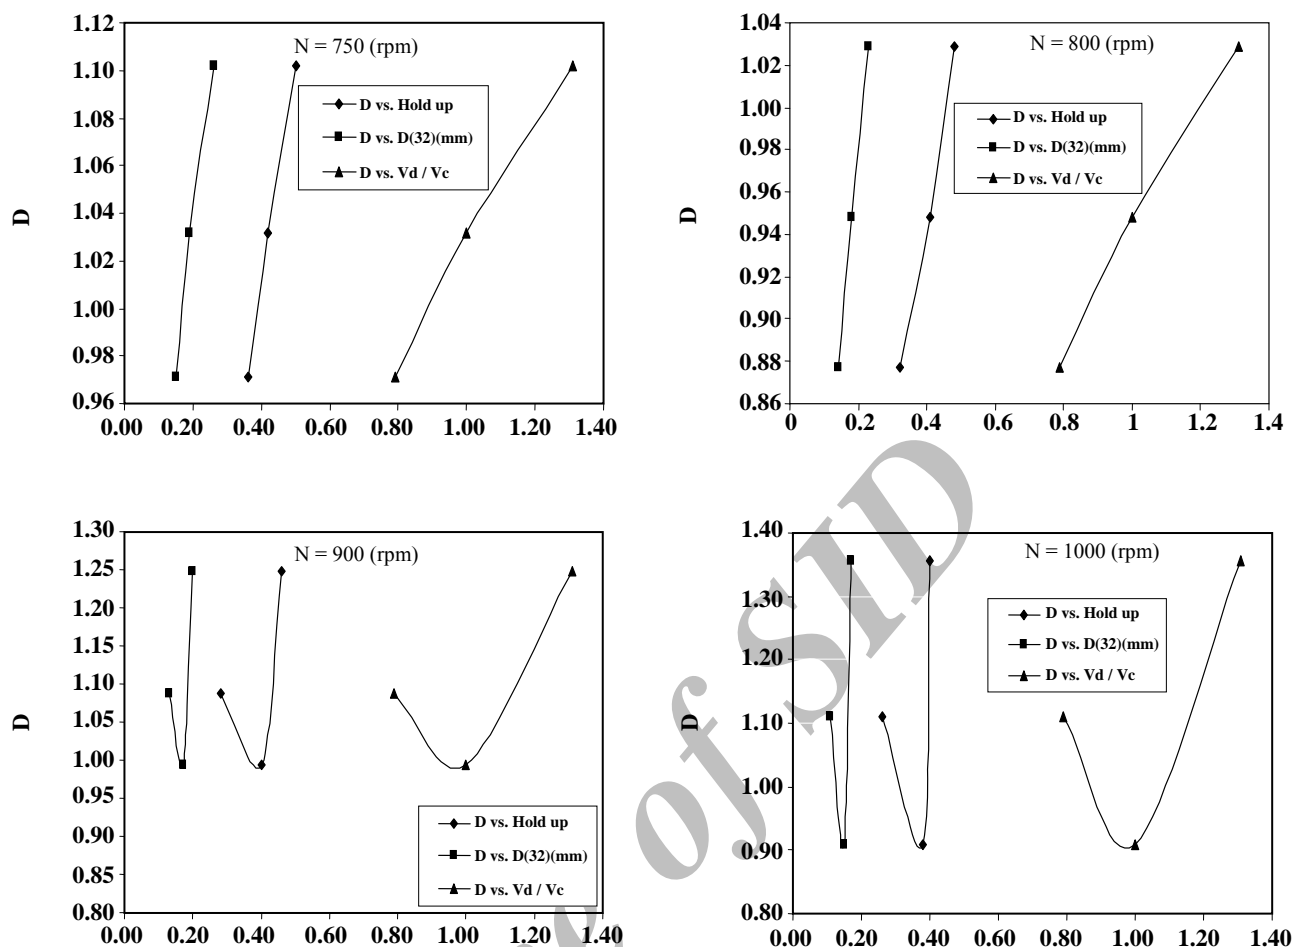 N = 750 (rpm)
D vs. Hold up
D vs. D(32)(mm)
D vs. Vd / Vc
D
1.12
1.10
1.08
1.06
1.04
1.02
1.00
0.98
0.96
0.00 0.20 0.40 0.60 0.80 1.00 1.20 1.40
N = 800 (rpm)
D vs. Hold up
D vs. D(32)(mm)
D vs. Vd / Vc
D
1.04
1.02
1.00
0.98
0.96
0.94
0.92
0.90
0.88
0.86
0 0.2 0.4 0.6 0.8 1 1.2 1.4
N = 900 (rpm)
D vs. Hold up
D vs. D(32)(mm)
D vs. Vd / Vc
D
1.30
1.25
1.20
1.15
1.10
1.05
1.00
0.95
0.90
0.85
0.80
0.00 0.20 0.40 0.60 0.80 1.00 1.20 1.40
N = 1000 (rpm)
D vs. Hold up
D vs. D(32)(mm)
D vs. Vd / Vc
D
1.40
1.30
1.20
1.10
1.00
0.90
0.80
0.00 0.20 0.40 0.60 0.80 1.00 1.20 1.40
of SID